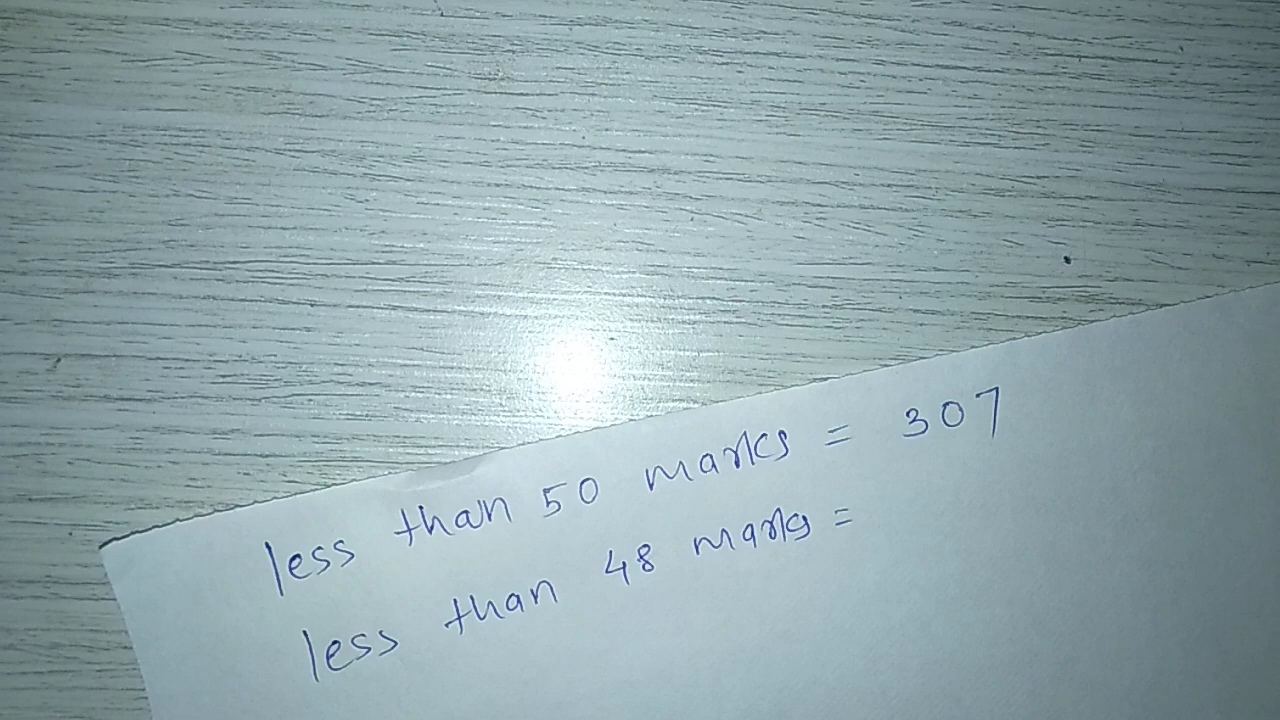 less than 50 marks = 307
less than 48 marks =